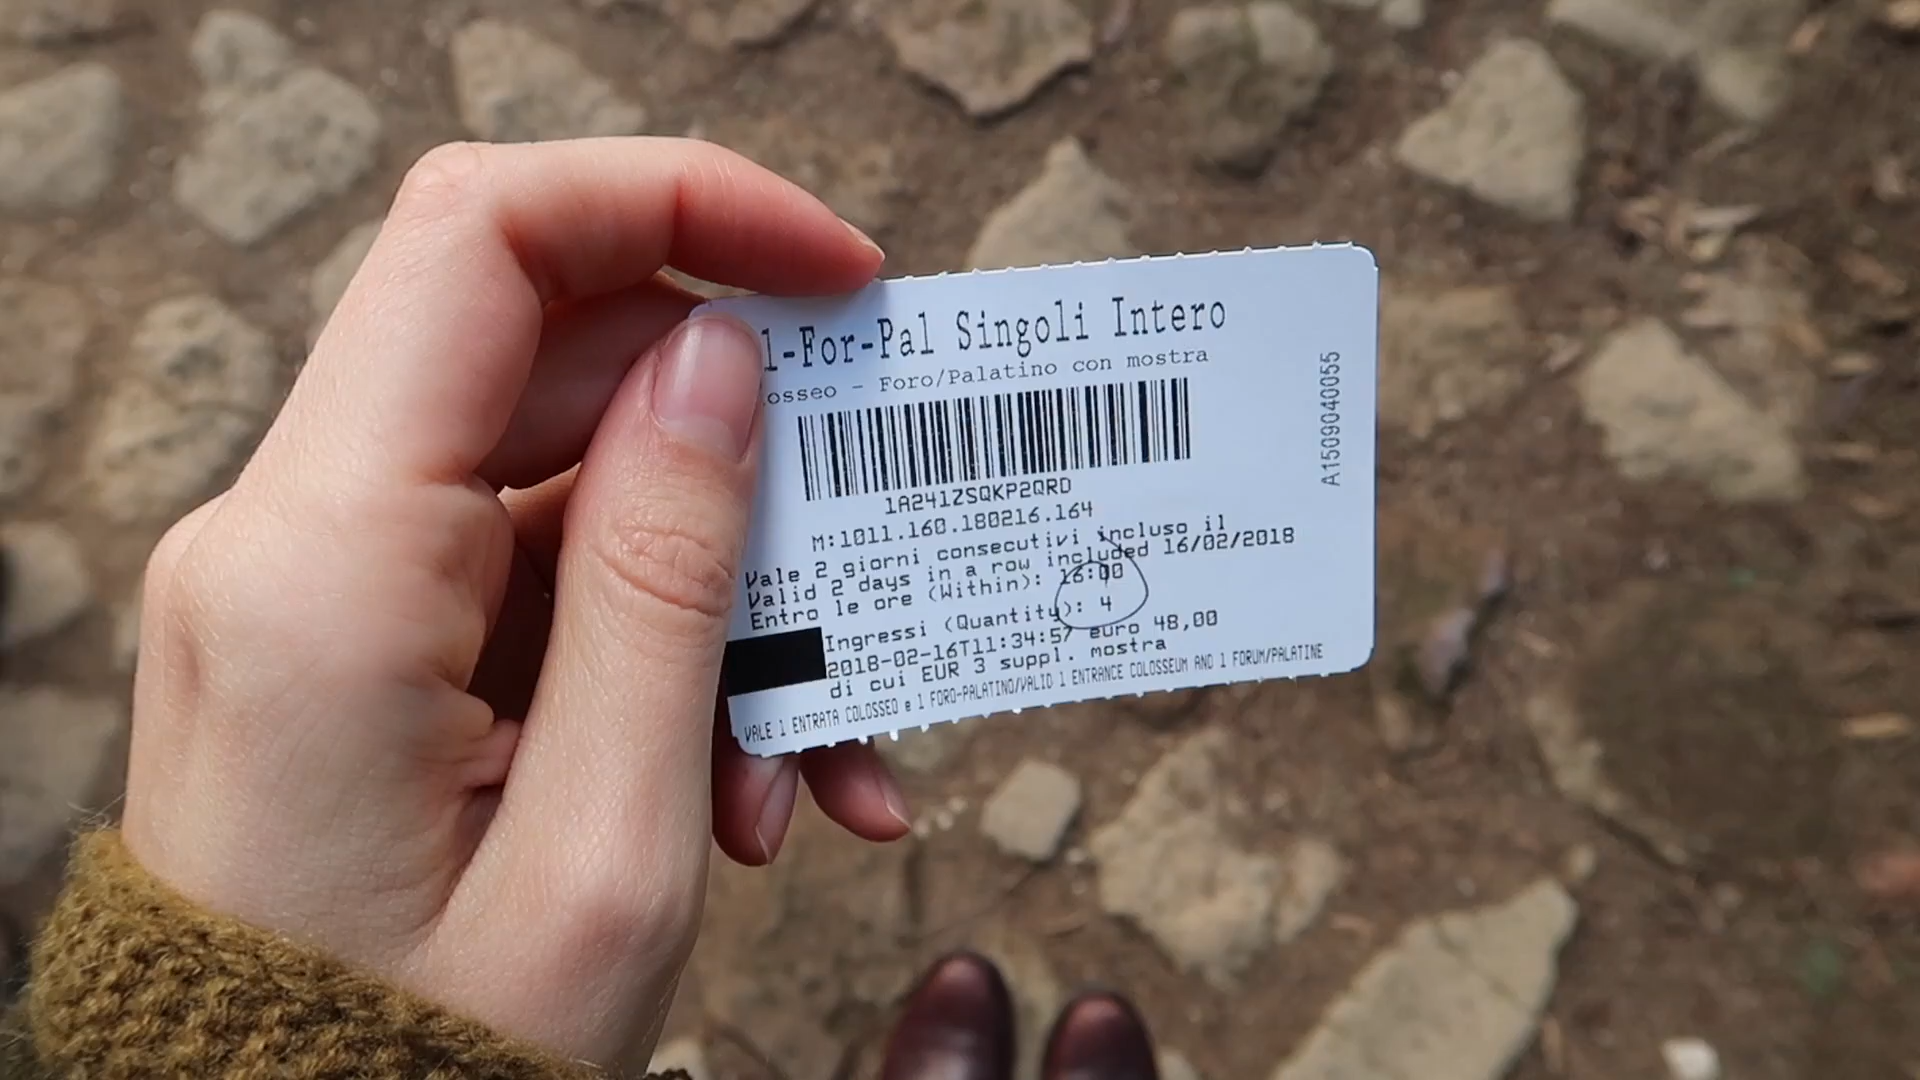 l-For-Pal Singoli Intero
losseo - Foro/Palatino con mostra
1A241ZSQKP2QRD
M:1011.160.180216.164
Vale 2 giorni consecutivi incluso il
Valid 2 days in a row included 16/02/2018
Entro le ore (Within): 16:00
Ingressi (Quantity): 4
2018-02-16T11:34:57 euro 48,00
di cui EUR 3 suppl. mostra
VALE 1 ENTRATA COLOSSEO e 1 FORO-PALATINO/VALID 1 ENTRANCE COLOSSEUM AND 1 FORUM/PALATINE
A1509040055